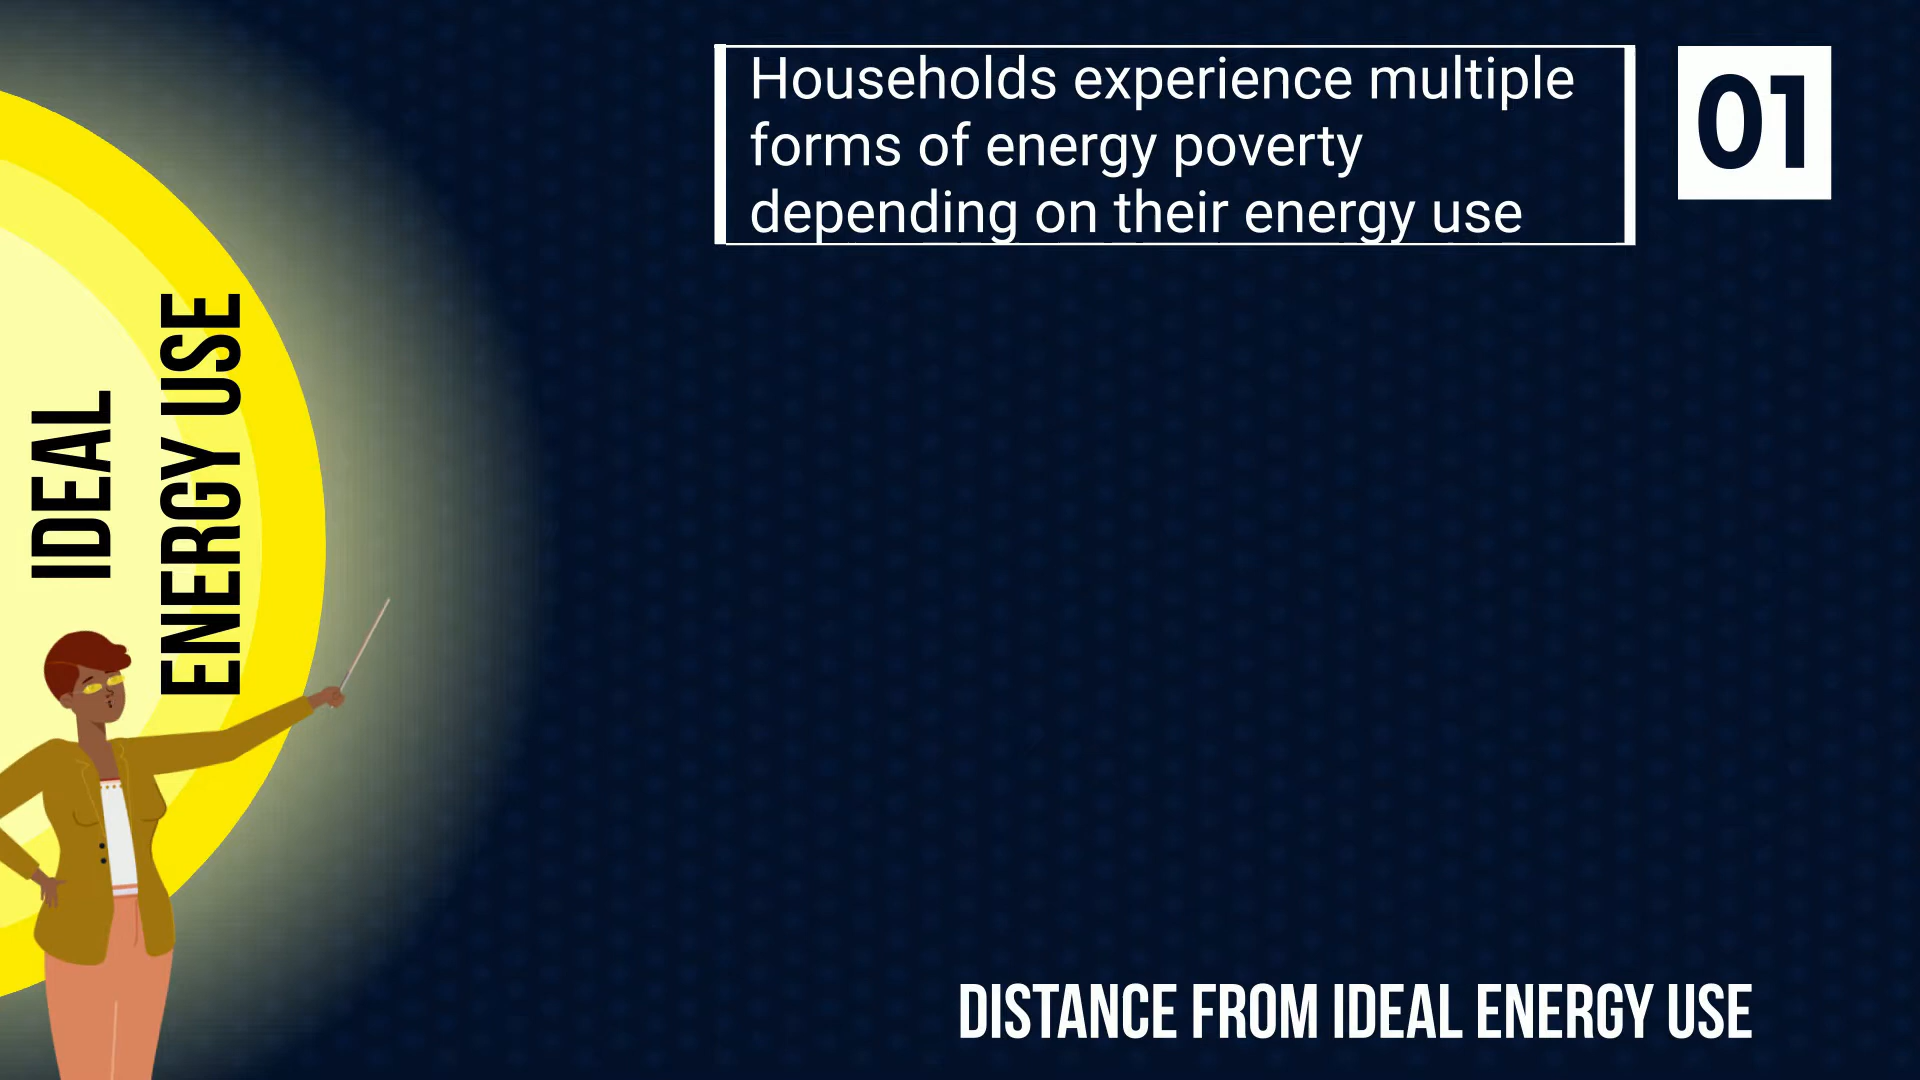 Households experience multiple
forms of energy poverty
depending on their energy use
01
IDEAL
ENERGY USE
DISTANCE FROM IDEAL ENERGY USE